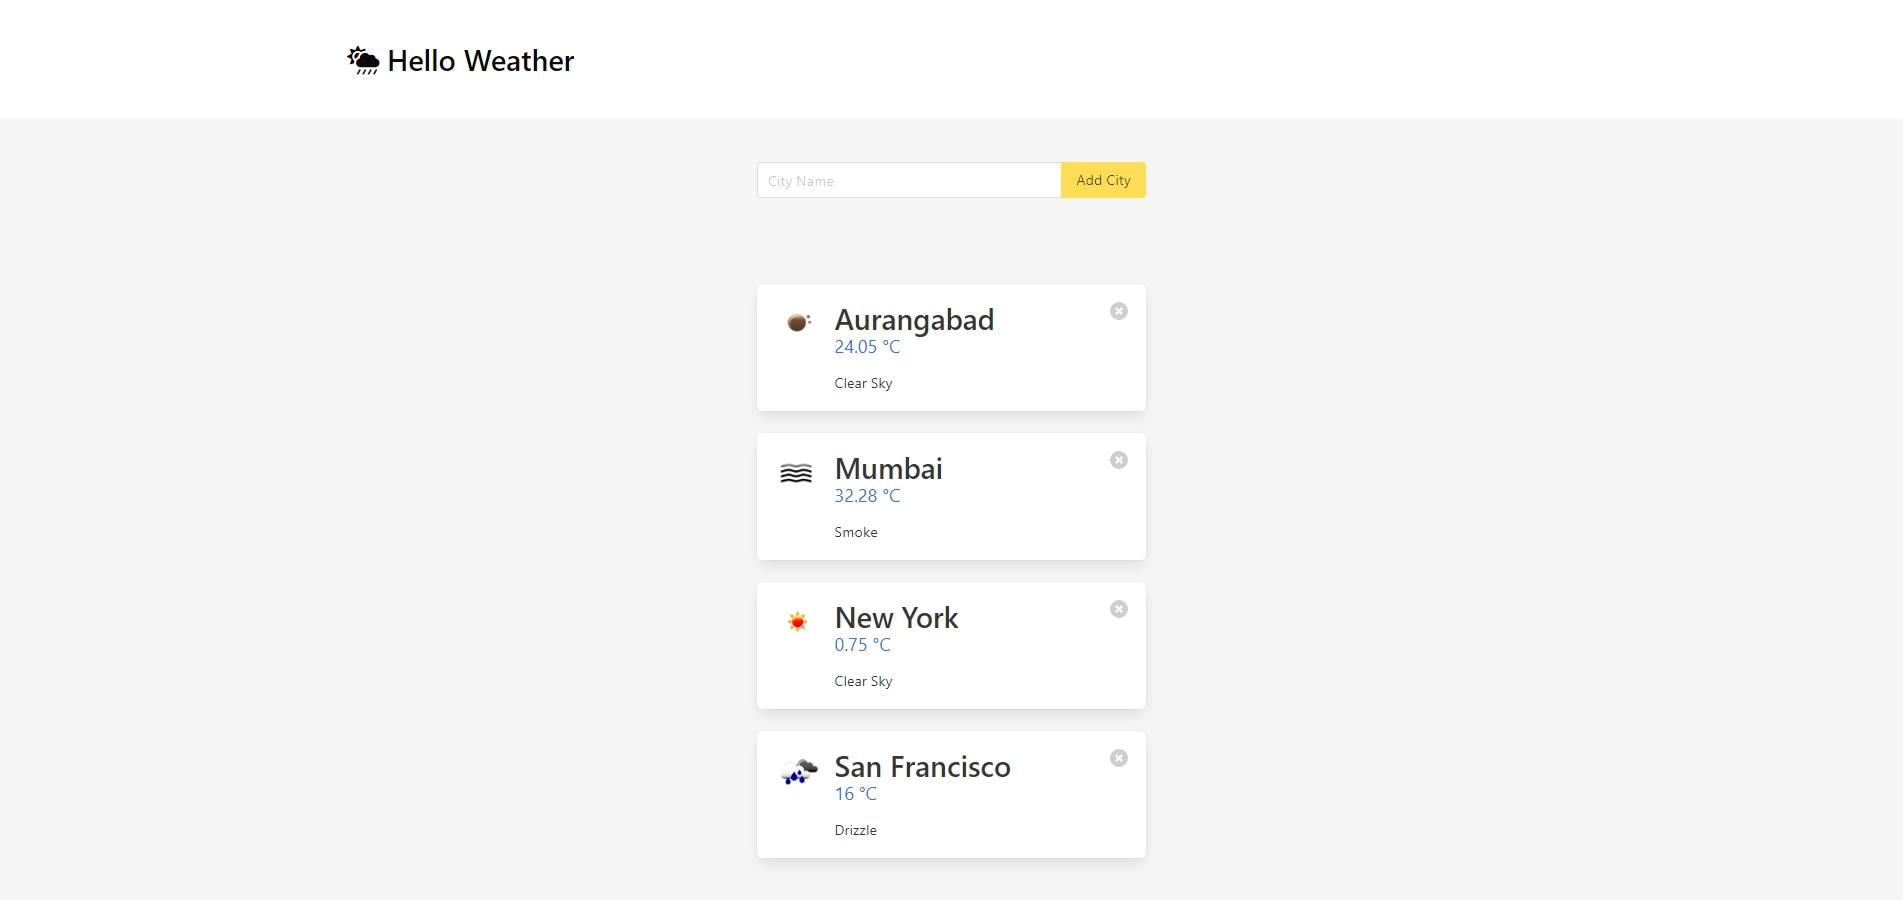 Hello Weather
City Name
Add City
Aurangabad
24.05 °C
Clear Sky
Mumbai
32.28 °C
Smoke
New York
0.75 °C
Clear Sky
San Francisco
16 °C
Drizzle